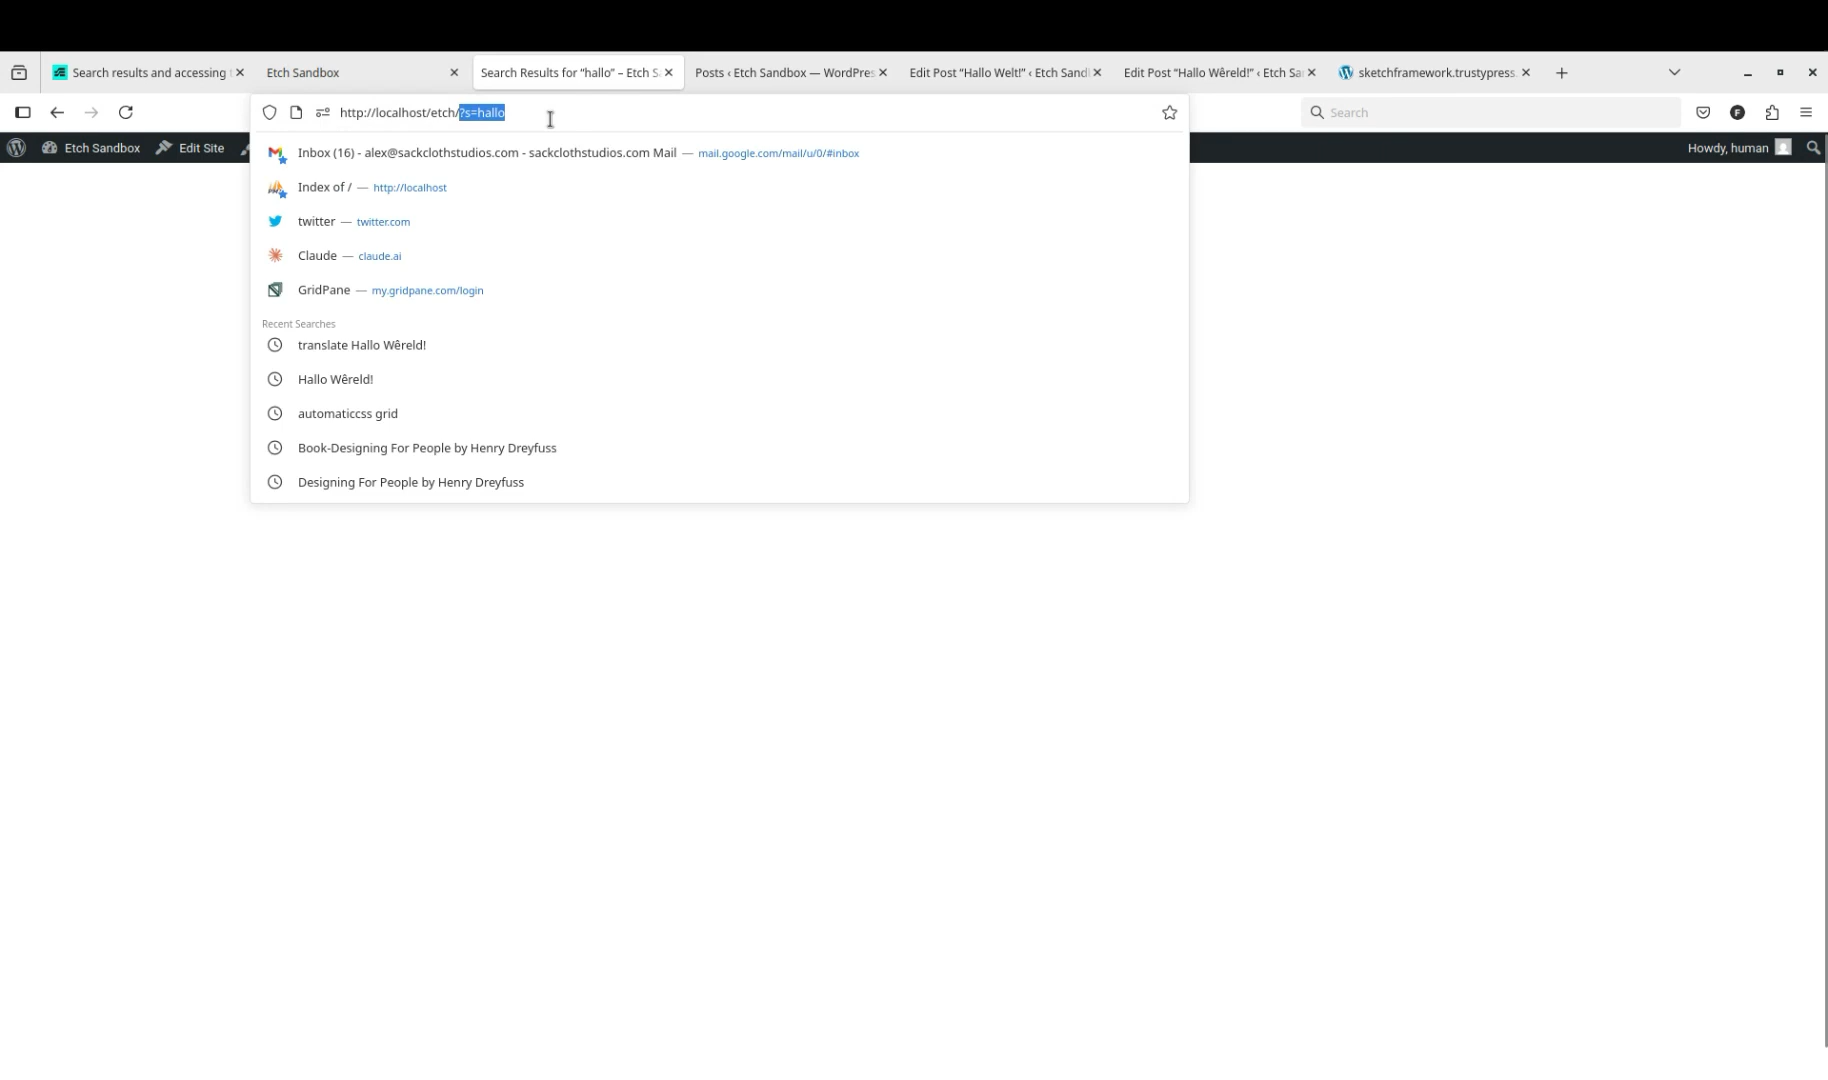 Search results and accessing
Etch Sandbox
Search Results for “hallo” – Etch S
Posts ‹ Etch Sandbox — WordPres
Edit Post “Hallo Welt!” ‹ Etch Sand
Edit Post “Hallo Wêreld!” ‹ Etch Sa
sketchframework.trustypress.
http://localhost/etch/?s=hallo
Search
F
Etch Sandbox
Edit Site
Howdy, human
Inbox (16) - alex@sackclothstudios.com - sackclothstudios.com Mail — mail.google.com/mail/u/0/#inbox
Index of / — http://localhost
twitter — twitter.com
Claude — claude.ai
GridPane — my.gridpane.com/login
Recent Searches
translate Hallo Wêreld!
Hallo Wêreld!
automaticcss grid
Book-Designing For People by Henry Dreyfuss
Designing For People by Henry Dreyfuss